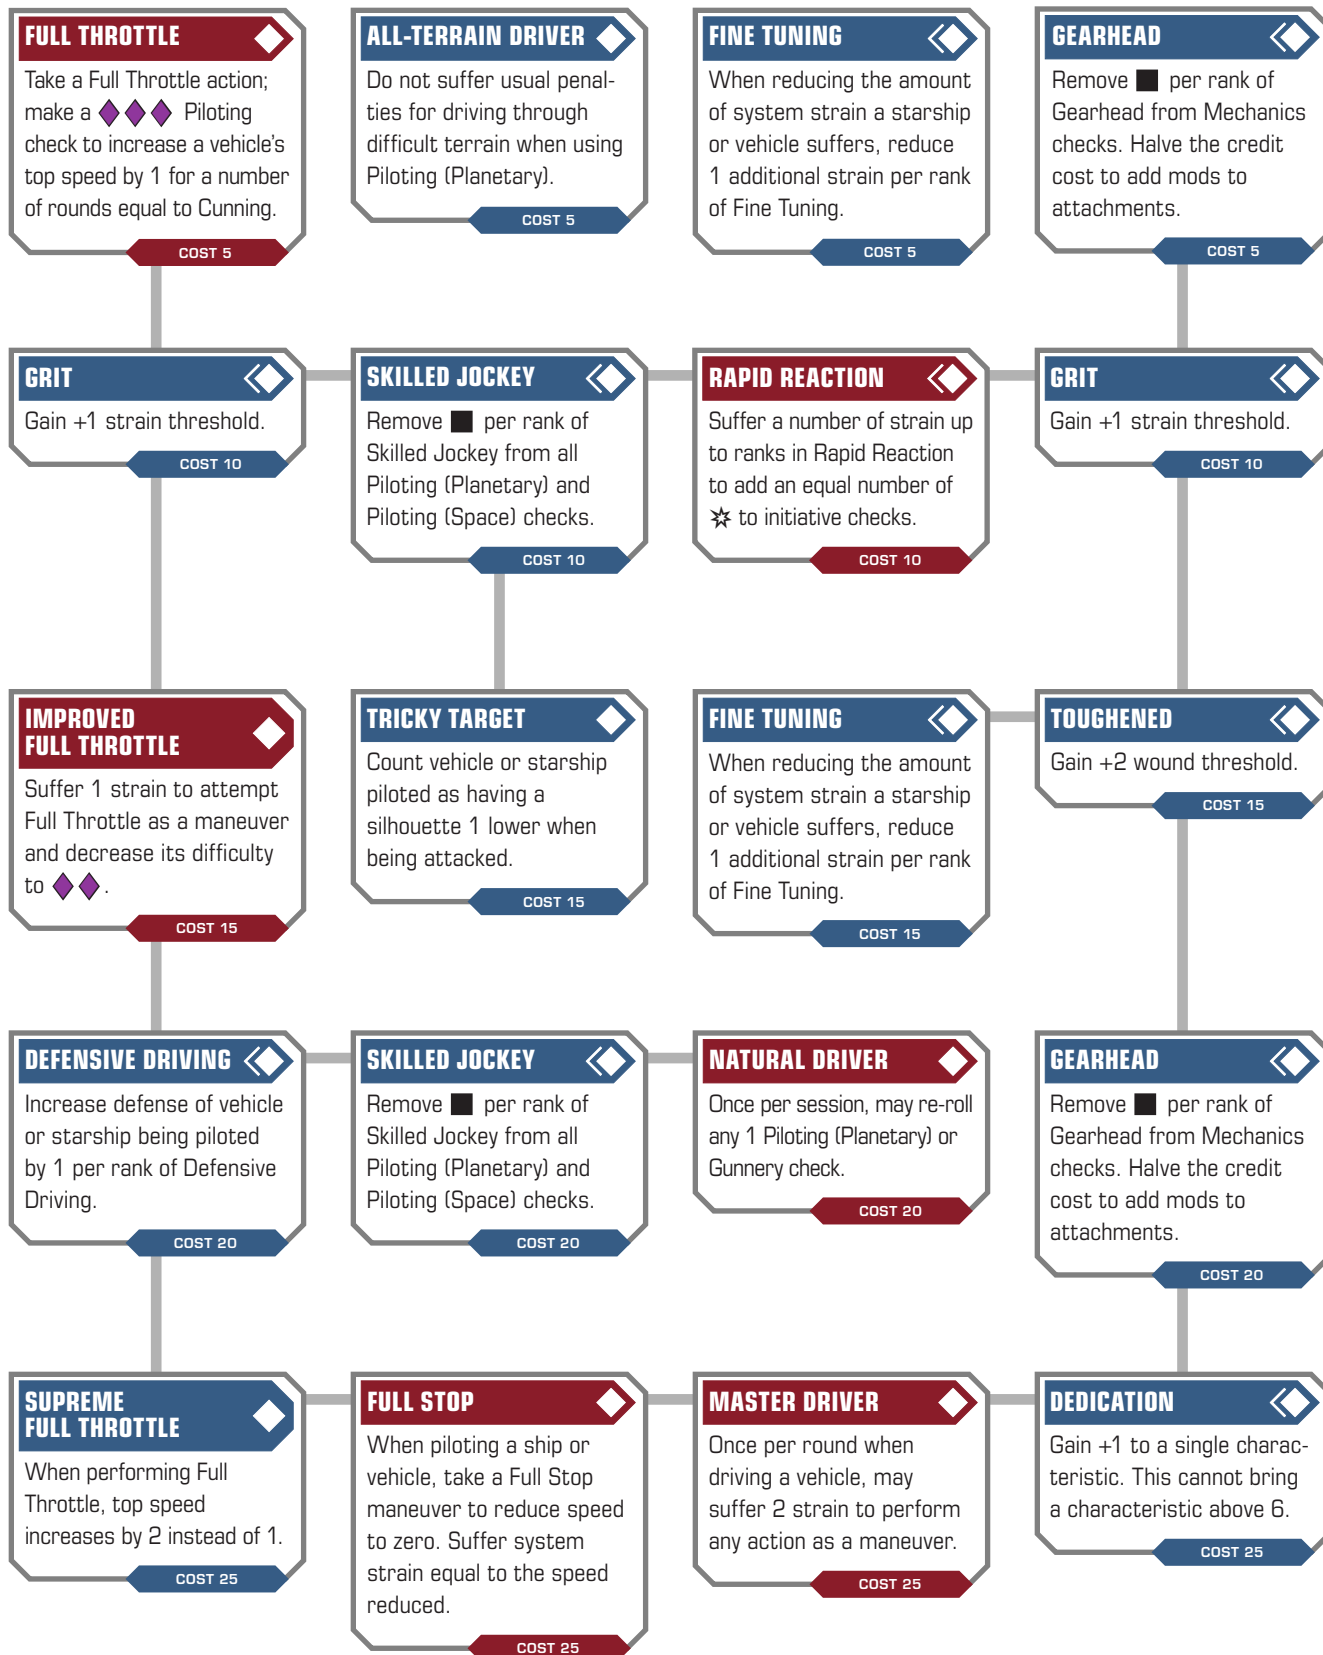 FULL THROTTLE
Take a Full Throttle action;
make a Piloting
check to increase a vehicle's
top speed by 1 for a number
of rounds equal to Cunning.
COST 5
ALL-TERRAIN DRIVER
Do not suffer usual penal-
ties for driving through
difficult terrain when using
Piloting (Planetary).
COST 5
FINE TUNING
When reducing the amount
of system strain a starship
or vehicle suffers, reduce
1 additional strain per rank
of Fine Tuning.
COST 5
GEARHEAD
Remove per rank of
Gearhead from Mechanics
checks. Halve the credit
cost to add mods to
attachments.
COST 5
GRIT
Gain +1 strain threshold.
COST 10
SKILLED JOCKEY
Remove per rank of
Skilled Jockey from all
Piloting (Planetary) and
Piloting (Space) checks.
COST 10
RAPID REACTION
Suffer a number of strain up
to ranks in Rapid Reaction
to add an equal number of
to initiative checks.
COST 10
GRIT
Gain +1 strain threshold.
COST 10
IMPROVED
FULL THROTTLE
Suffer 1 strain to attempt
Full Throttle as a maneuver
and decrease its difficulty
to .
COST 15
TRICKY TARGET
Count vehicle or starship
piloted as having a
silhouette 1 lower when
being attacked.
COST 15
FINE TUNING
When reducing the amount
of system strain a starship
or vehicle suffers, reduce
1 additional strain per rank
of Fine Tuning.
COST 15
TOUGHENED
Gain +2 wound threshold.
COST 15
DEFENSIVE DRIVING
Increase defense of vehicle
or starship being piloted
by 1 per rank of Defensive
Driving.
COST 20
SKILLED JOCKEY
Remove per rank of
Skilled Jockey from all
Piloting (Planetary) and
Piloting (Space) checks.
COST 20
NATURAL DRIVER
Once per session, may re-roll
any 1 Piloting (Planetary) or
Gunnery check.
COST 20
GEARHEAD
Remove per rank of
Gearhead from Mechanics
checks. Halve the credit
cost to add mods to
attachments.
COST 20
SUPREME
FULL THROTTLE
When performing Full
Throttle, top speed
increases by 2 instead of 1.
COST 25
FULL STOP
When piloting a ship or
vehicle, take a Full Stop
maneuver to reduce speed
to zero. Suffer system
strain equal to the speed
reduced.
COST 25
MASTER DRIVER
Once per round when
driving a vehicle, may
suffer 2 strain to perform
any action as a maneuver.
COST 25
DEDICATION
Gain +1 to a single charac-
teristic. This cannot bring
a characteristic above 6.
COST 25